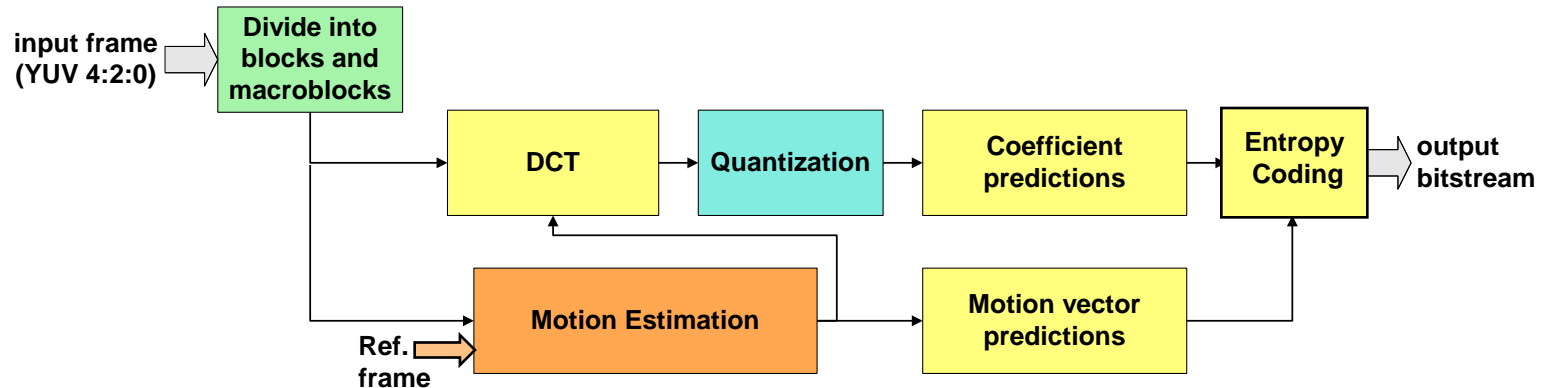 input frame
(YUV 4:2:0)
Divide into
blocks and
macroblocks
DCT
Quantization
Coefficient
predictions
Entropy
Coding
output
bitstream
Motion Estimation
Motion vector
predictions
Ref.
frame